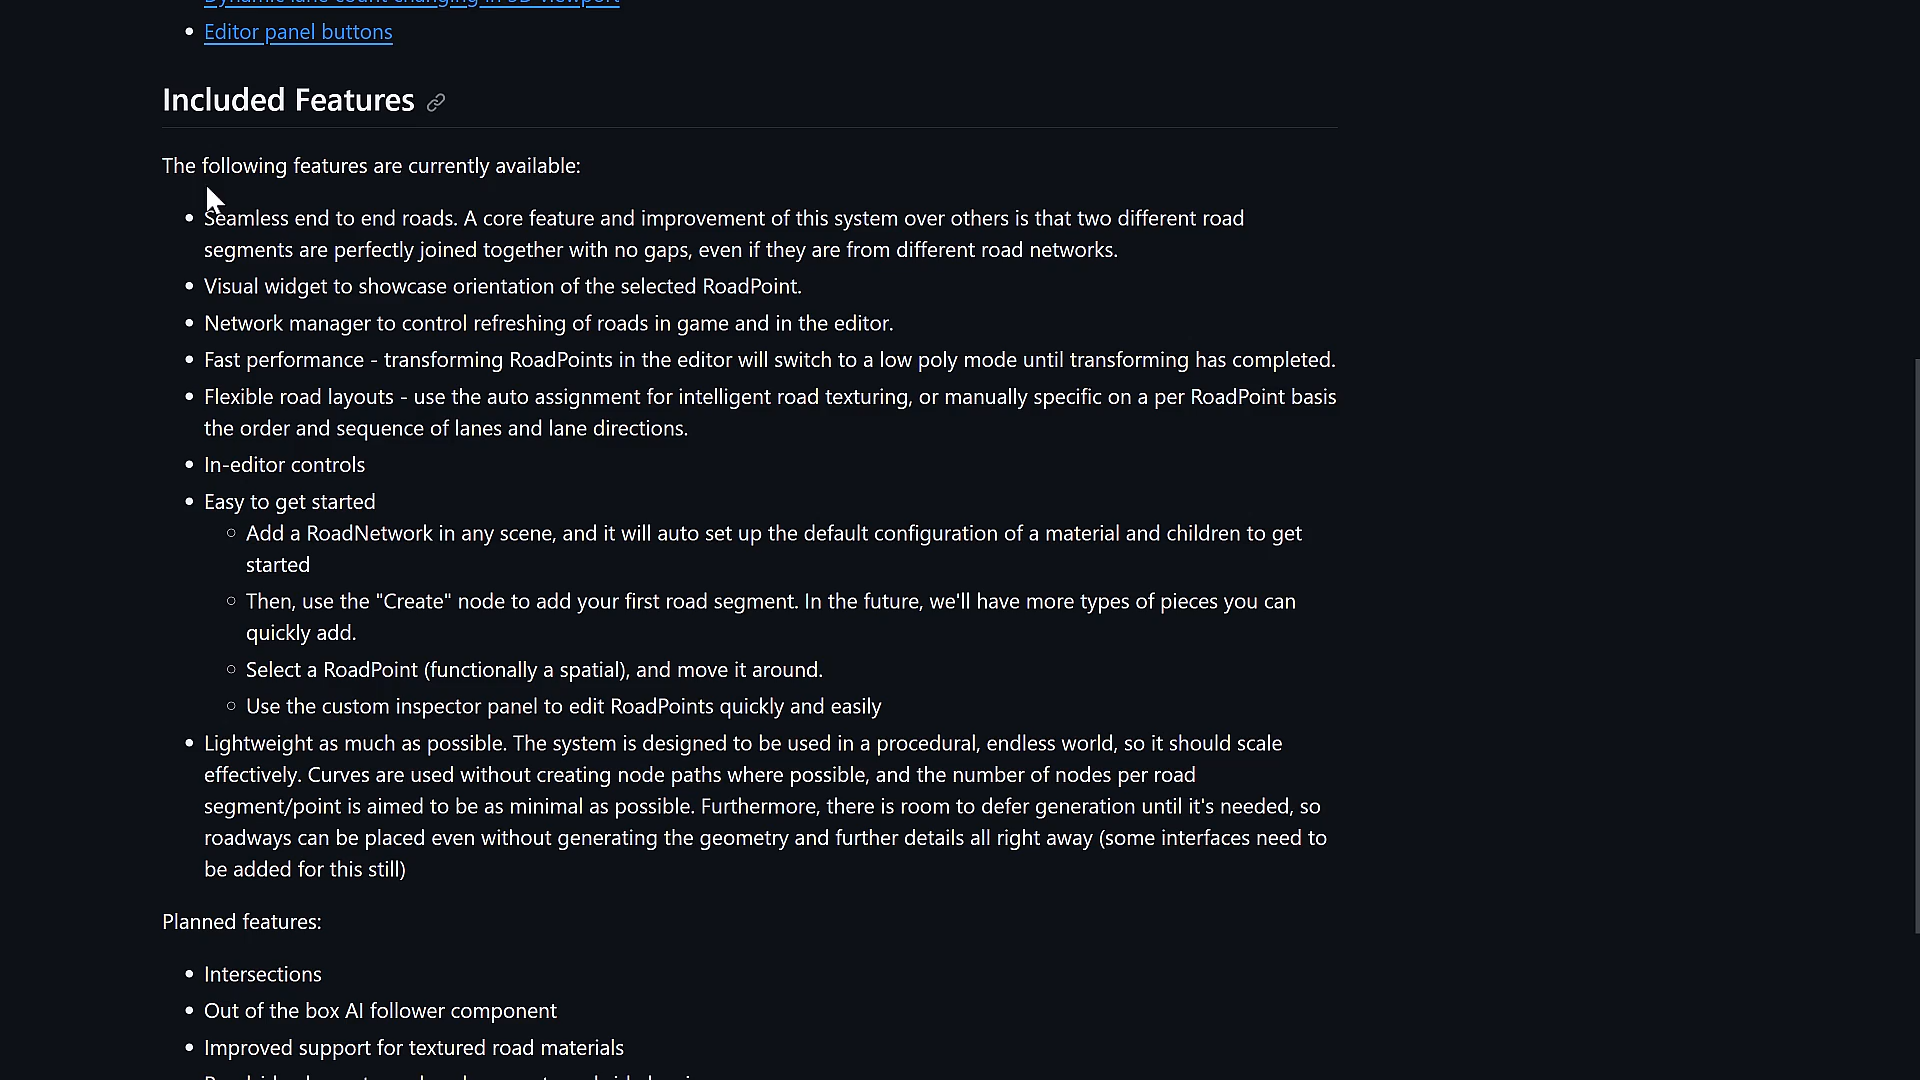 Dynamic lane count changing in 3D viewport
Editor panel buttons
Included Features
The following features are currently available:
Seamless end to end roads. A core feature and improvement of this system over others is that two different road
segments are perfectly joined together with no gaps, even if they are from different road networks.
Visual widget to showcase orientation of the selected RoadPoint.
Network manager to control refreshing of roads in game and in the editor.
Fast performance - transforming RoadPoints in the editor will switch to a low poly mode until transforming has completed.
Flexible road layouts - use the auto assignment for intelligent road texturing, or manually specific on a per RoadPoint basis
the order and sequence of lanes and lane directions.
In-editor controls
Easy to get started
Add a RoadNetwork in any scene, and it will auto set up the default configuration of a material and children to get
started
Then, use the "Create" node to add your first road segment. In the future, we'll have more types of pieces you can
quickly add.
Select a RoadPoint (functionally a spatial), and move it around.
Use the custom inspector panel to edit RoadPoints quickly and easily
Lightweight as much as possible. The system is designed to be used in a procedural, endless world, so it should scale
effectively. Curves are used without creating node paths where possible, and the number of nodes per road
segment/point is aimed to be as minimal as possible. Furthermore, there is room to defer generation until it's needed, so
roadways can be placed even without generating the geometry and further details all right away (some interfaces need to
be added for this still)
Planned features:
Intersections
Out of the box AI follower component
Improved support for textured road materials